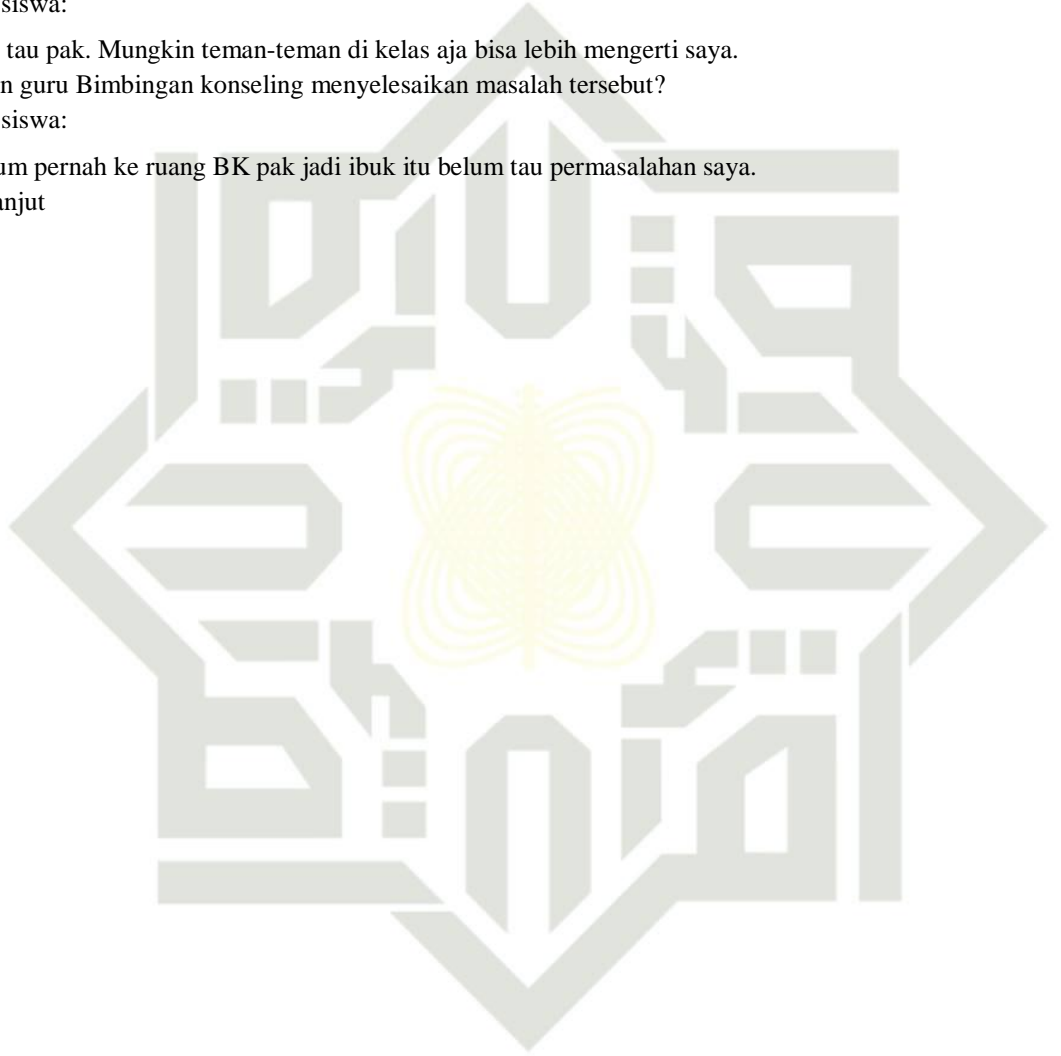 siswa:
tau pak. Mungkin teman-teman di kelas aja bisa lebih mengerti saya.
n guru Bimbingan konseling menyelesaikan masalah tersebut?
siswa:
um pernah ke ruang BK pak jadi ibuk itu belum tau permasalahan saya.
anjut